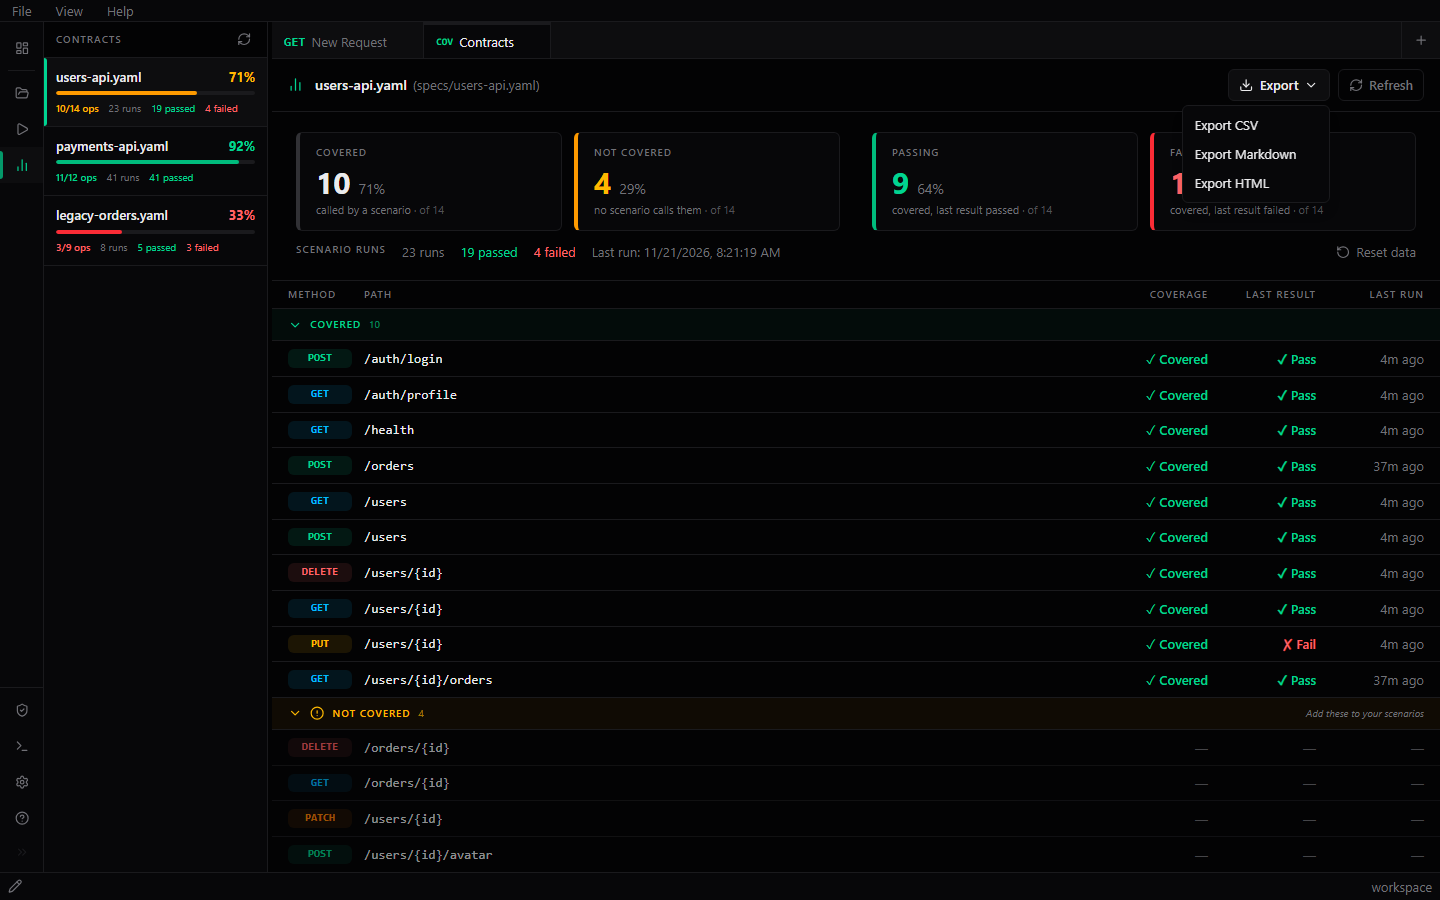 File View Help
CONTRACTS
users-api.yaml 71%
10/14 ops 23 runs 19 passed 4 failed
payments-api.yaml 92%
11/12 ops 41 runs 41 passed
legacy-orders.yaml 33%
3/9 ops 8 runs 5 passed 3 failed
GET New Request
COV Contracts
users-api.yaml (specs/users-api.yaml)
Export
Refresh
Export CSV
Export Markdown
Export HTML
COVERED
10 71%
called by a scenario · of 14
NOT COVERED
4 29%
no scenario calls them · of 14
PASSING
9 64%
covered, last result passed · of 14
FA
1
covered, last result failed · of 14
SCENARIO RUNS 23 runs 19 passed 4 failed Last run: 11/21/2026, 8:21:19 AM Reset data
METHOD PATH COVERAGE LAST RESULT LAST RUN
COVERED 10
POST /auth/login ✓ Covered ✓ Pass 4m ago
GET /auth/profile ✓ Covered ✓ Pass 4m ago
GET /health ✓ Covered ✓ Pass 4m ago
POST /orders ✓ Covered ✓ Pass 37m ago
GET /users ✓ Covered ✓ Pass 4m ago
POST /users ✓ Covered ✓ Pass 4m ago
DELETE /users/{id} ✓ Covered ✓ Pass 4m ago
GET /users/{id} ✓ Covered ✓ Pass 4m ago
PUT /users/{id} ✓ Covered ✗ Fail 4m ago
GET /users/{id}/orders ✓ Covered ✓ Pass 37m ago
NOT COVERED 4 Add these to your scenarios
DELETE /orders/{id} — — —
GET /orders/{id} — — —
PATCH /users/{id} — — —
POST /users/{id}/avatar — — —
workspace